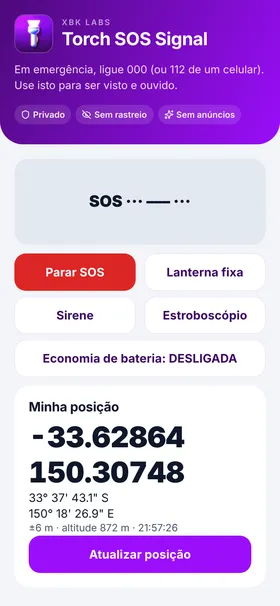 XBK LABS
Torch SOS Signal
Em emergência, ligue 000 (ou 112 de um celular).
Use isto para ser visto e ouvido.
Privado
Sem rastreio
Sem anúncios
SOS ··· —— ···
Parar SOS
Lanterna fixa
Sirene
Estroboscópio
Economia de bateria: DESLIGADA
Minha posição
-33.62864
150.30748
33° 37' 43.1" S
150° 18' 26.9" E
±6 m · altitude 872 m · 21:57:26
Atualizar posição